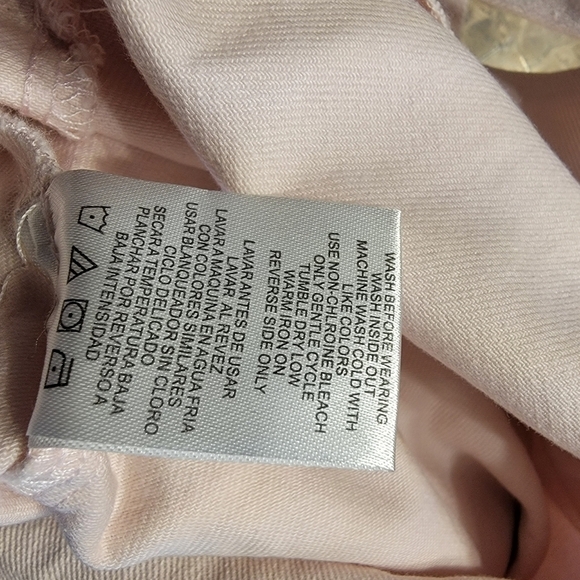 WASH BEFORE WEARING
WASH INSIDE OUT
MACHINE WASH COLD WITH
LIKE COLORS
USE NON-CHLROINE BLEACH
ONLY GENTLE CYCLE
TUMBLE DRY LOW
WARM IRON ON
REVERSE SIDE ONLY
LAVAR ANTES DE USAR
LAVAR AL REVEZ
LAVAR A MAQUINA EN AGUA FRIA
CON COLORES SIMILARES
USAR BLANQUEADOR SIN CLORO
CICLO DELICADO
SECAR A TEMPERATURA BAJA
PLANCHAR POR REVERSO A
BAJA INTENSIDAD